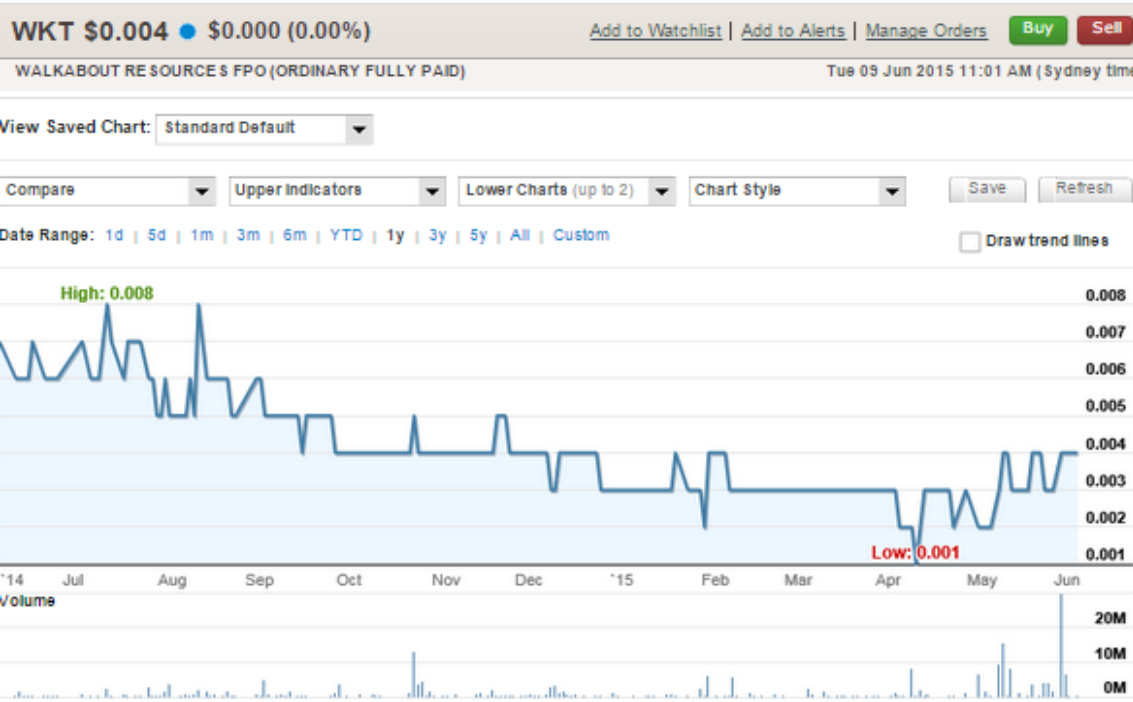 WKT $0.004 $0.000 (0.00%) Add to Watchlist | Add to Alerts | Manage Orders Buy Sell
WALKABOUT RESOURCES FPO (ORDINARY FULLY PAID) Tue 09 Jun 2015 11:01 AM (Sydney time
View Saved Chart: Standard Default
Compare Upper Indicators Lower Charts (up to 2) Chart Style Save Refresh
Date Range: 1d | 5d | 1m | 3m | 6m | YTD | 1y | 3y | 5y | All | Custom Draw trend lines
High: 0.008
0.008
0.007
0.006
0.005
0.004
0.003
0.002
Low: 0.001
0.001
'14 Jul Aug Sep Oct Nov Dec '15 Feb Mar Apr May Jun
Volume
20M
10M
0M